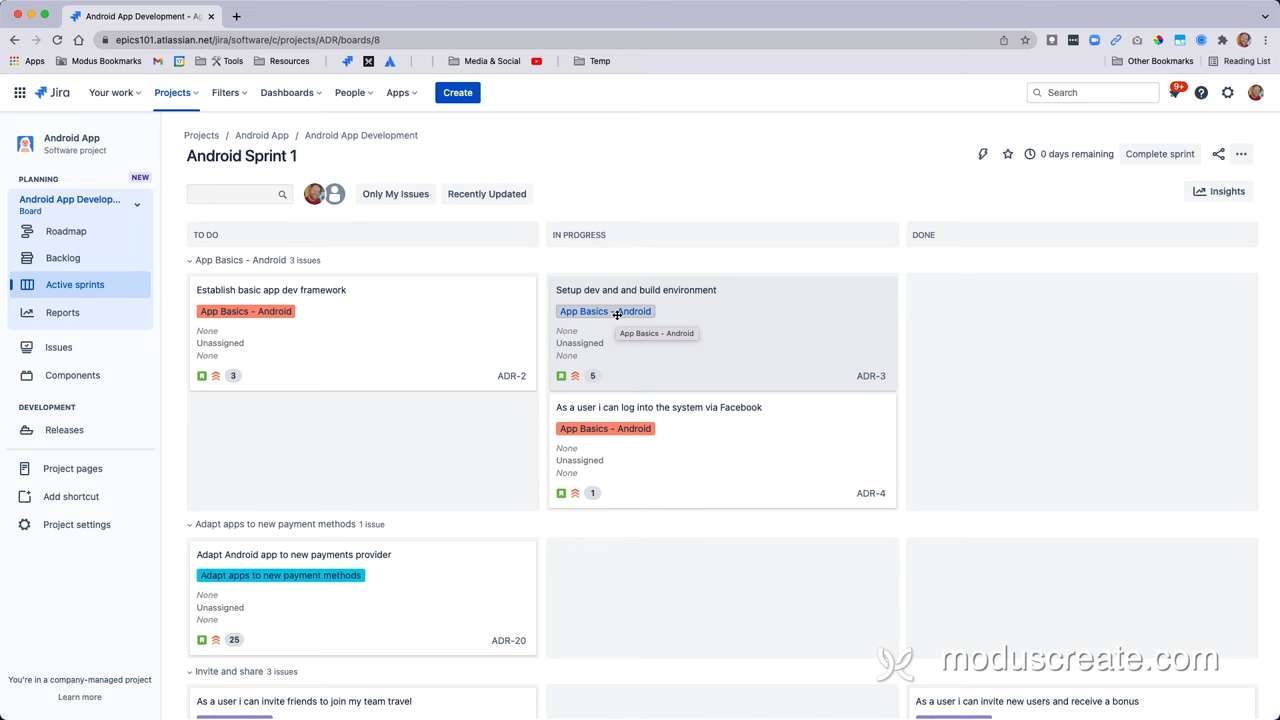 Android App Development - Ag
epics101.atlassian.net/jira/software/c/projects/ADR/boards/8
Apps Modus Bookmarks Tools Resources Media & Social Temp Other Bookmarks Reading List
Jira Your work Projects Filters Dashboards People Apps Create Search 9+
Android App
Software project
PLANNING NEW
Android App Develop...
Board
Roadmap
Backlog
Active sprints
Reports
Issues
Components
DEVELOPMENT
Releases
Project pages
Add shortcut
Project settings
You're in a company-managed project
Learn more
Projects / Android App / Android App Development
Android Sprint 1
0 days remaining Complete sprint
Only My Issues Recently Updated Insights
TO DO IN PROGRESS DONE
App Basics - Android 3 issues
Establish basic app dev framework
App Basics - Android
None
Unassigned
None
3 ADR-2
Setup dev and and build environment
App Basics - Android
None
App Basics - Android
Unassigned
None
5 ADR-3
As a user i can log into the system via Facebook
App Basics - Android
None
Unassigned
None
1 ADR-4
Adapt apps to new payment methods 1 issue
Adapt Android app to new payments provider
Adapt apps to new payment methods
None
Unassigned
None
25 ADR-20
moduscreate.com
Invite and share 3 issues
As a user i can invite friends to join my team travel
As a user i can invite new users and receive a bonus